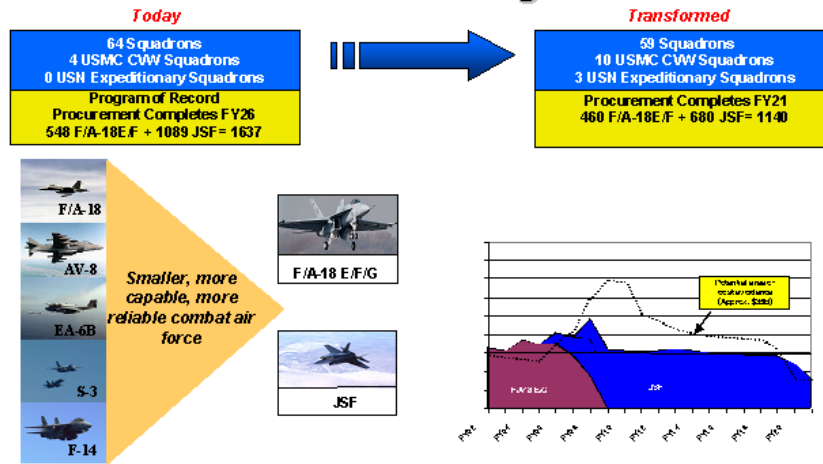 Today
Transformed
64 Squadrons
4 USMC CVW Squadrons
0 USN Expeditionary Squadrons
Program of Record
Procurement Completes FY26
548 F/A-18E/F + 1089 JSF= 1637
59 Squadrons
10 USMC CVW Squadrons
3 USN Expeditionary Squadrons
Procurement Completes FY21
460 F/A-18E/F + 680 JSF= 1140
F/A-18
AV-8
EA-6B
S-3
F-14
Smaller, more
capable, more
reliable combat air
force
F/A-18 E/F/G
JSF
JSF